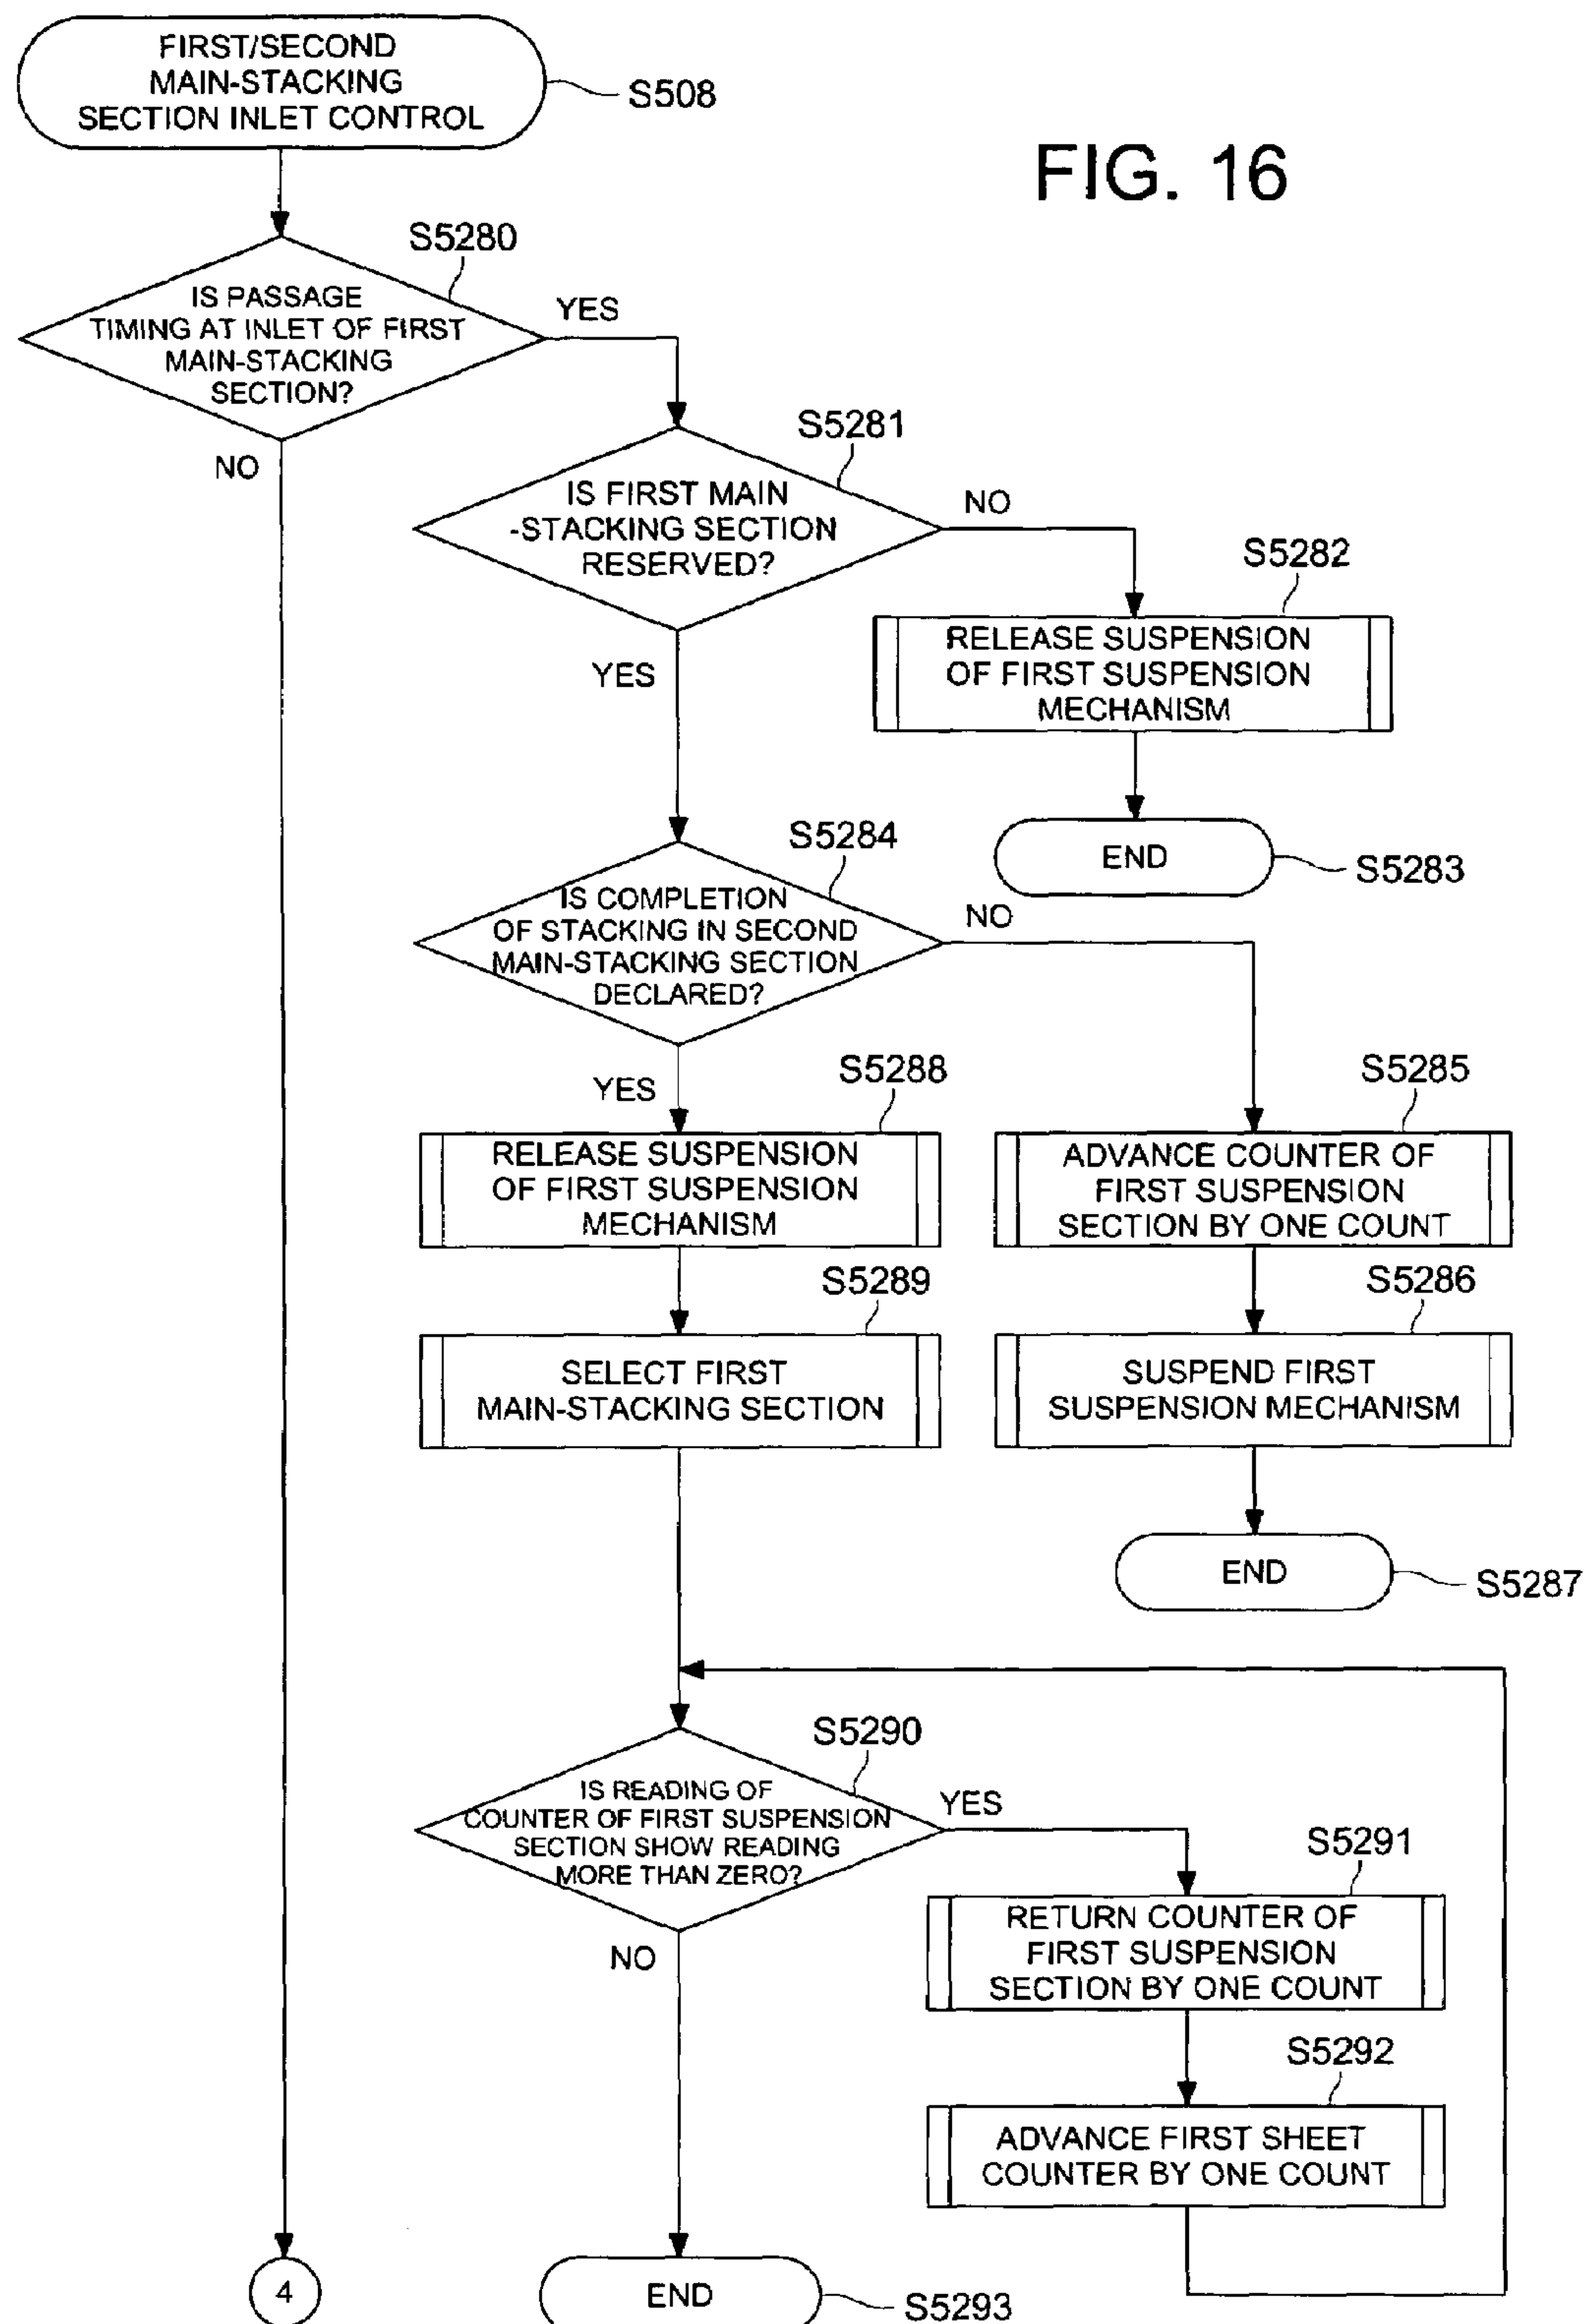 FIRST/SECOND
MAIN-STACKING
SECTION INLET CONTROL
S508
FIG. 16
S5280
IS PASSAGE
TIMING AT INLET OF FIRST
MAIN-STACKING
SECTION?
YES
NO
S5281
IS FIRST MAIN
-STACKING SECTION
RESERVED?
NO
YES
S5282
RELEASE SUSPENSION
OF FIRST SUSPENSION
MECHANISM
END
S5283
S5284
IS COMPLETION
OF STACKING IN SECOND
MAIN-STACKING SECTION
DECLARED?
NO
YES
S5288
RELEASE SUSPENSION
OF FIRST SUSPENSION
MECHANISM
S5285
ADVANCE COUNTER OF
FIRST SUSPENSION
SECTION BY ONE COUNT
S5289
SELECT FIRST
MAIN-STACKING SECTION
S5286
SUSPEND FIRST
SUSPENSION MECHANISM
END
S5287
S5290
IS READING OF
COUNTER OF FIRST SUSPENSION
SECTION SHOW READING
MORE THAN ZERO?
YES
NO
S5291
RETURN COUNTER OF
FIRST SUSPENSION
SECTION BY ONE COUNT
S5292
ADVANCE FIRST SHEET
COUNTER BY ONE COUNT
4
END
S5293